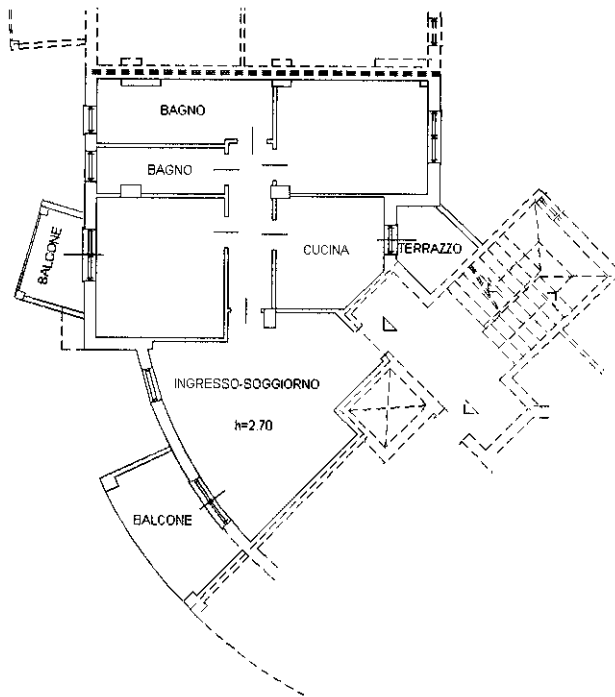 BAGNO
BAGNO
BALCONE
CUCINA
TERRAZZO
INGRESSO-SOGGIORNO
h=2.70
BALCONE